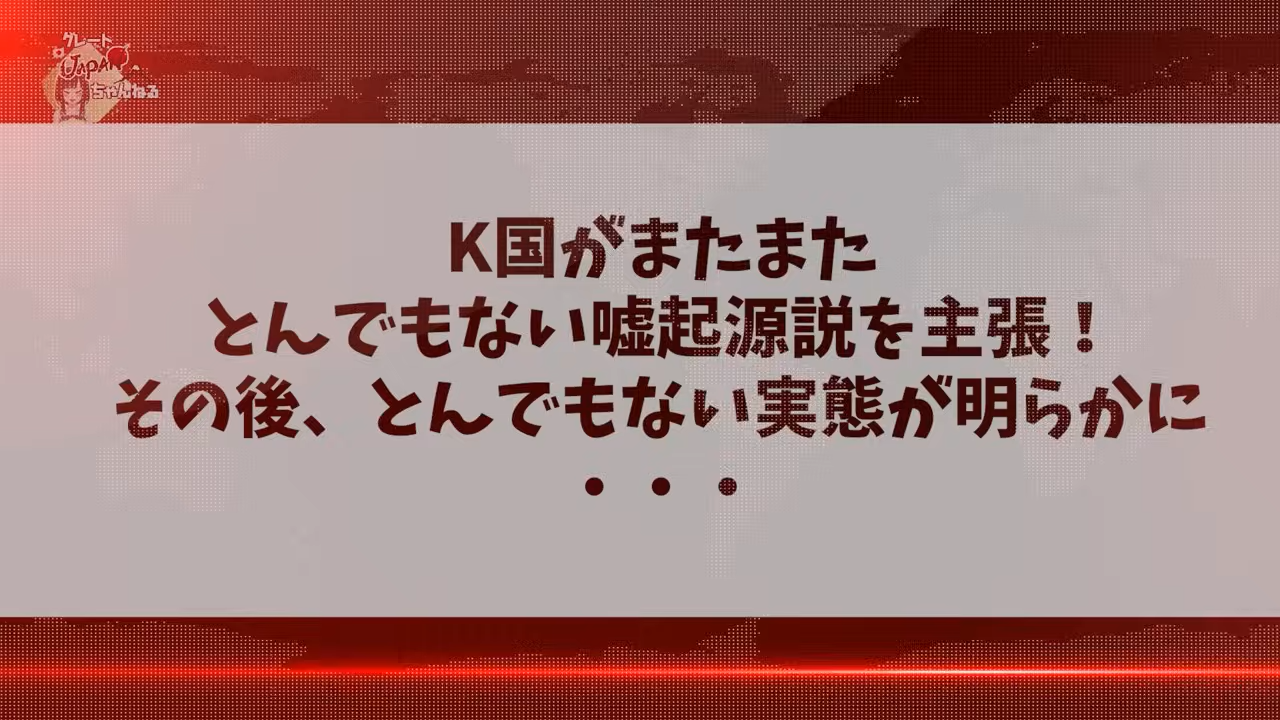 グレート
JAPAN
ちゃんねる
K国がまたまた
とんでもない嘘起源説を主張！
その後、とんでもない実態が明らかに
・・・